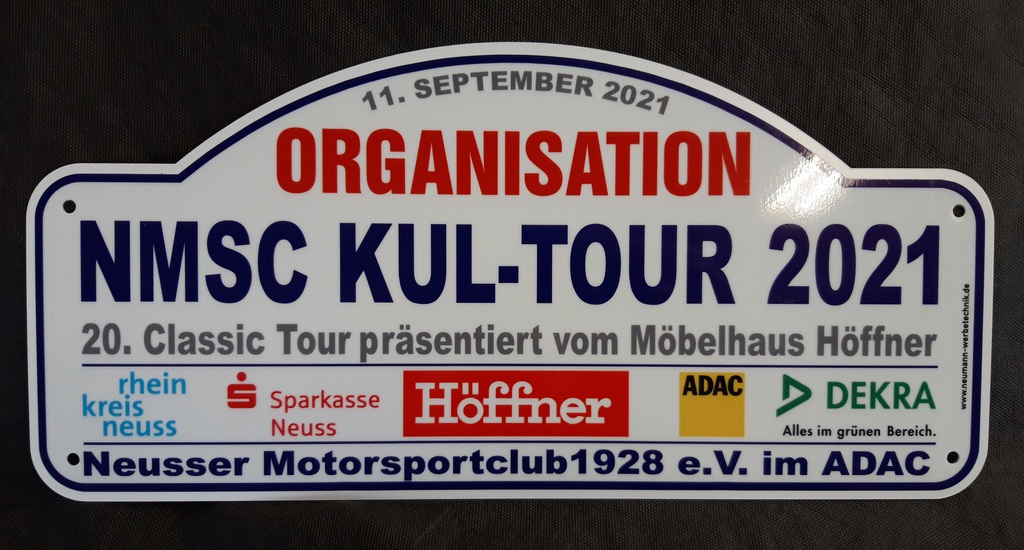 11. SEPTEMBER 2021
ORGANISATION
NMSC KUL-TOUR 2021
20. Classic Tour präsentiert vom Möbelhaus Höffner
rhein
kreis
neuss
Sparkasse
Neuss
Höffner
ADAC
DEKRA
Alles im grünen Bereich.
www.neumann-werbetechnik.de
Neusser Motorsportclub1928 e.V. im ADAC